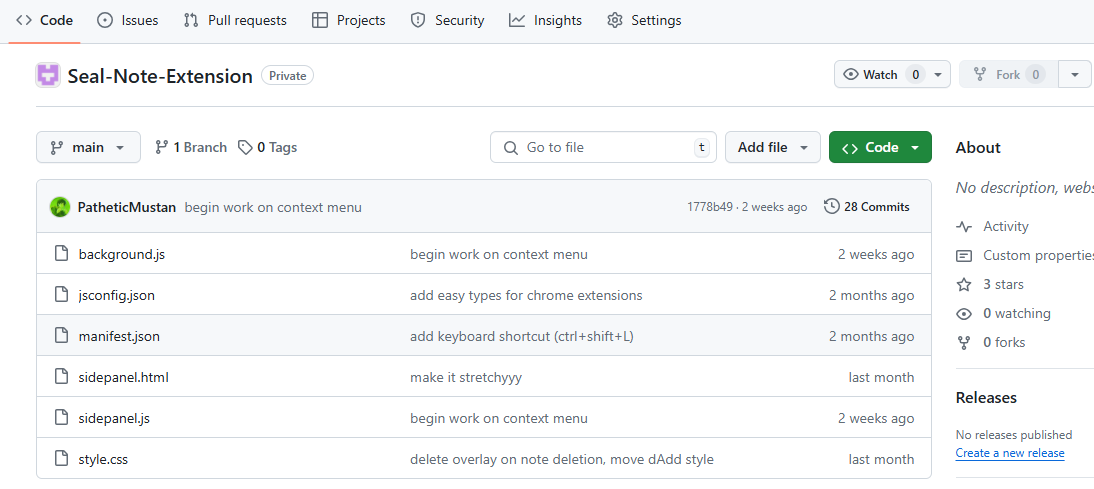 Code Issues Pull requests Projects Security Insights Settings
Seal-Note-Extension Private Watch 0 Fork 0
main 1 Branch 0 Tags Go to file t Add file Code
PatheticMustan begin work on context menu 1778b49 · 2 weeks ago 28 Commits
background.js begin work on context menu 2 weeks ago
jsconfig.json add easy types for chrome extensions 2 months ago
manifest.json add keyboard shortcut (ctrl+shift+L) 2 months ago
sidepanel.html make it stretchyyy last month
sidepanel.js begin work on context menu 2 weeks ago
style.css delete overlay on note deletion, move dAdd style last month
About
No description,
Activity
Custom properties
3 stars
0 watching
0 forks
Releases
No releases published
Create a new release